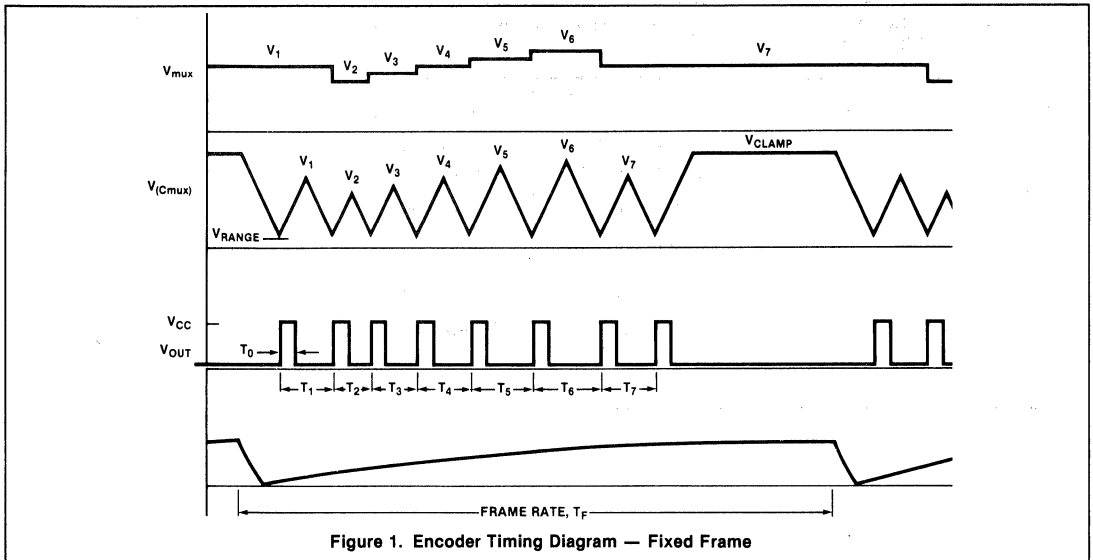 V1 V2 V3 V4 V5 V6 V7
Vmux
VCLAMP
V1 V2 V3 V4 V5 V6 V7
V(Cmux)
VRANGE
VCC
VOUT
T0
T1 T2 T3 T4 T5 T6 T7
FRAME RATE, TF
Figure 1. Encoder Timing Diagram — Fixed Frame